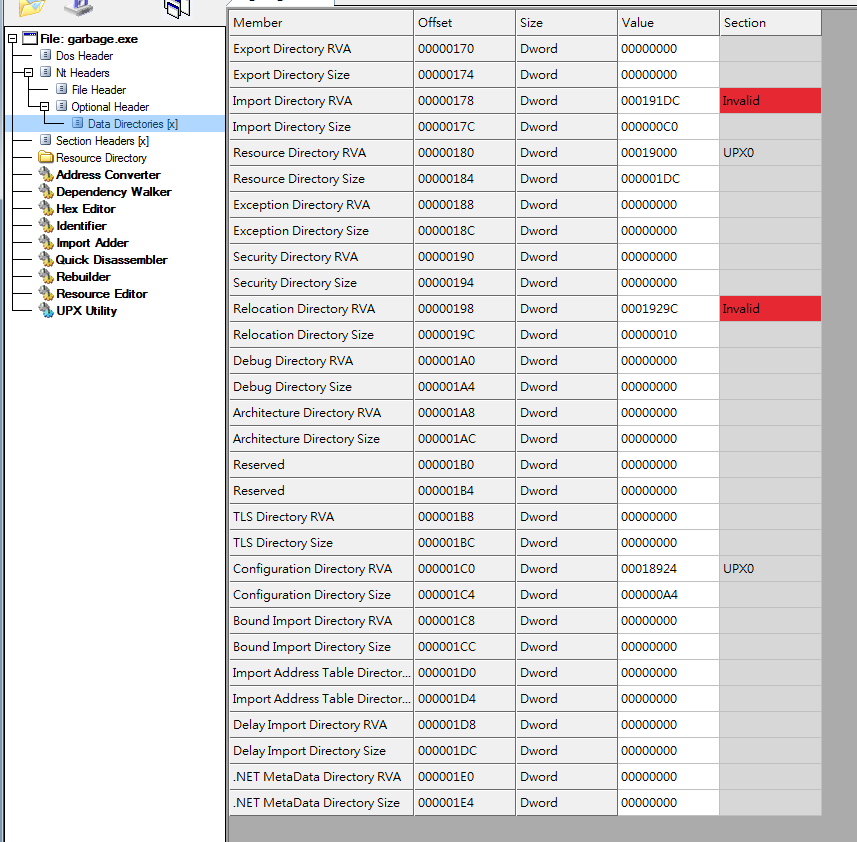 File: garbage.exe
Dos Header
Nt Headers
File Header
Optional Header
Data Directories [x]
Section Headers [x]
Resource Directory
Address Converter
Dependency Walker
Hex Editor
Identifier
Import Adder
Quick Disassembler
Rebuilder
Resource Editor
UPX Utility
Member Offset Size Value Section
Export Directory RVA 00000170 Dword 00000000
Export Directory Size 00000174 Dword 00000000
Import Directory RVA 00000178 Dword 000191DC Invalid
Import Directory Size 0000017C Dword 000000C0
Resource Directory RVA 00000180 Dword 00019000 UPX0
Resource Directory Size 00000184 Dword 000001DC
Exception Directory RVA 00000188 Dword 00000000
Exception Directory Size 0000018C Dword 00000000
Security Directory RVA 00000190 Dword 00000000
Security Directory Size 00000194 Dword 00000000
Relocation Directory RVA 00000198 Dword 0001929C Invalid
Relocation Directory Size 0000019C Dword 00000010
Debug Directory RVA 000001A0 Dword 00000000
Debug Directory Size 000001A4 Dword 00000000
Architecture Directory RVA 000001A8 Dword 00000000
Architecture Directory Size 000001AC Dword 00000000
Reserved 000001B0 Dword 00000000
Reserved 000001B4 Dword 00000000
TLS Directory RVA 000001B8 Dword 00000000
TLS Directory Size 000001BC Dword 00000000
Configuration Directory RVA 000001C0 Dword 00018924 UPX0
Configuration Directory Size 000001C4 Dword 000000A4
Bound Import Directory RVA 000001C8 Dword 00000000
Bound Import Directory Size 000001CC Dword 00000000
Import Address Table Director... 000001D0 Dword 00000000
Import Address Table Director... 000001D4 Dword 00000000
Delay Import Directory RVA 000001D8 Dword 00000000
Delay Import Directory Size 000001DC Dword 00000000
.NET MetaData Directory RVA 000001E0 Dword 00000000
.NET MetaData Directory Size 000001E4 Dword 00000000